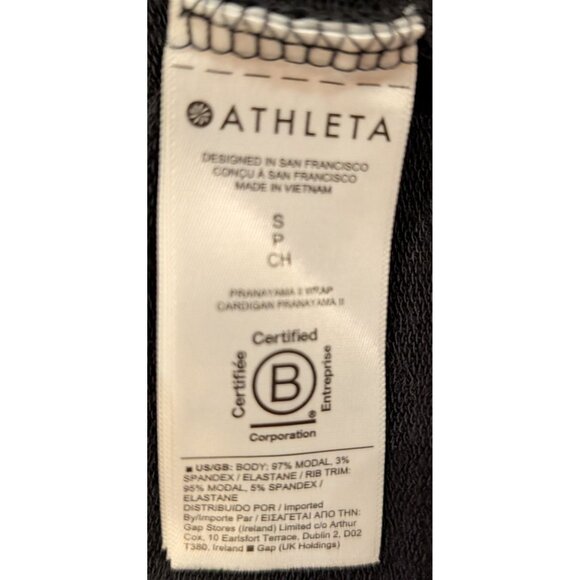 ATHLETA
DESIGNED IN SAN FRANCISCO
CONÇU À SAN FRANCISCO
MADE IN VIETNAM
S
P
CH
PRANAYAMA II WRAP
CARDIGAN PRANAYAMA II
Certified
Certifiée
B
Entreprise
®
Corporation
■ US/GB: BODY: 97% MODAL, 3%
SPANDEX / ELASTANE / RIB TRIM:
95% MODAL, 5% SPANDEX /
ELASTANE
DISTRIBUIDO POR / Imported
By/Importe Par / ΕΙΣΑΓΕΤΑΙ ΑΠΟ ΤΗΝ:
Gap Stores (Ireland) Limited c/o Arthur
Cox, 10 Earlsfort Terrace, Dublin 2, D02
T380, Ireland ■ Gap (UK Holdings)